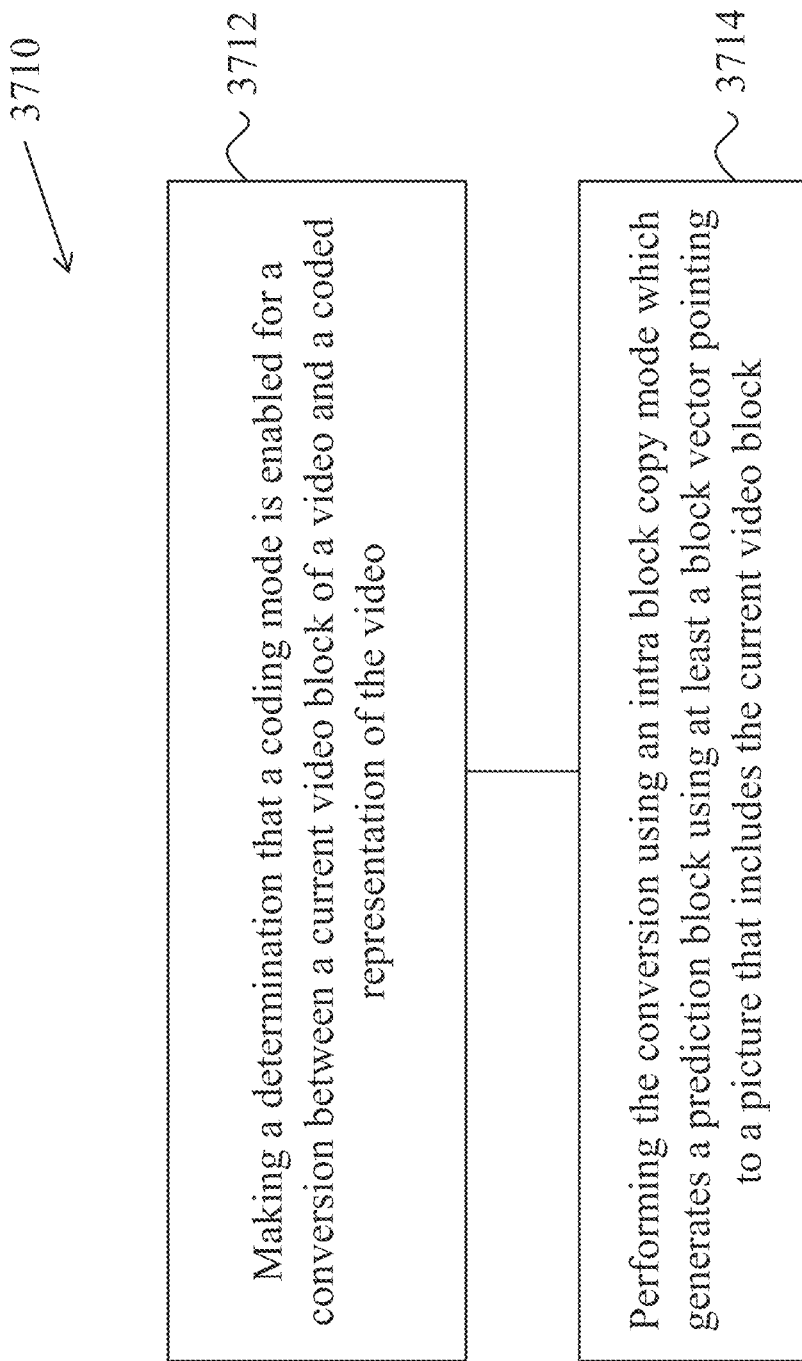 3710
3712
Making a determination that a coding mode is enabled for a
conversion between a current video block of a video and a coded
representation of the video
3714
Performing the conversion using an intra block copy mode which
generates a prediction block using at least a block vector pointing
to a picture that includes the current video block